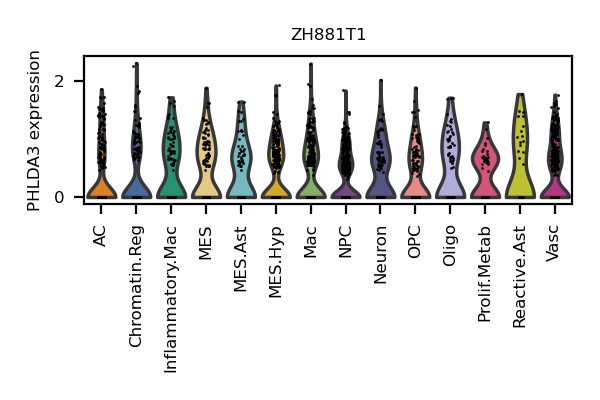 ZH881T1
PHLDA3 expression
2
0
AC
Chromatin.Reg
Inflammatory.Mac
MES
MES.Ast
MES.Hyp
Mac
NPC
Neuron
OPC
Oligo
Prolif.Metab
Reactive.Ast
Vasc